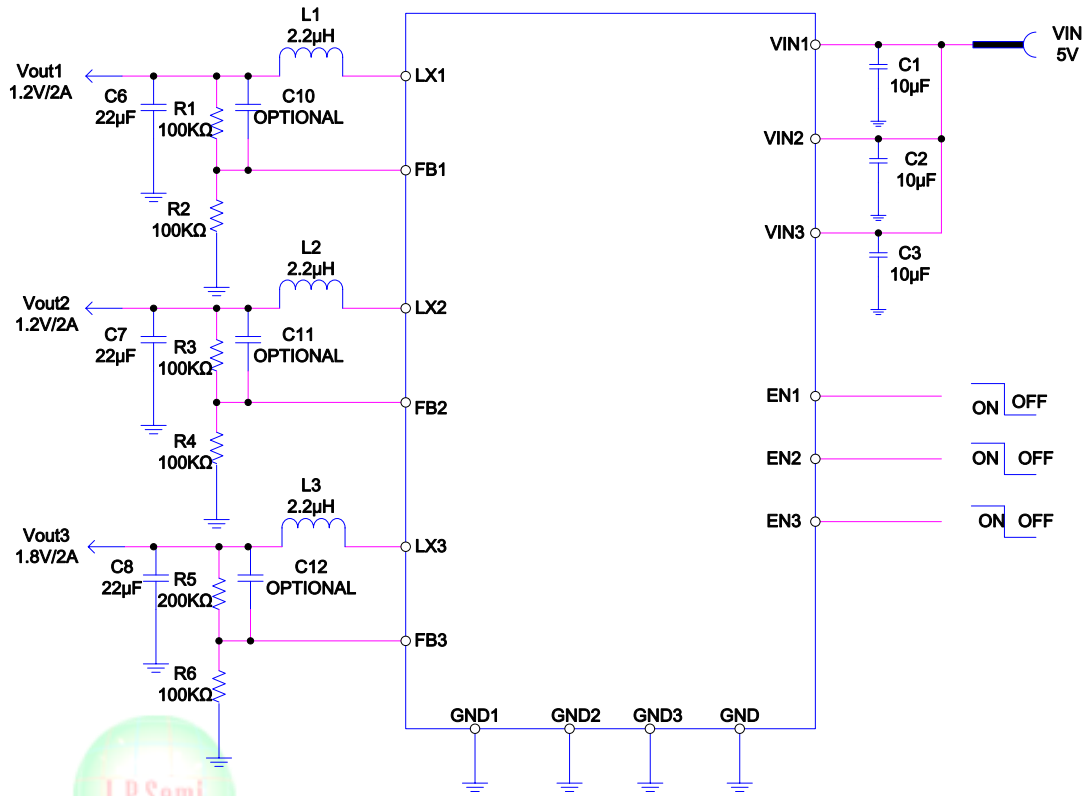 L1
2.2µH
Vout1
1.2V/2A
C6
22µF
R1
100KΩ
C10
OPTIONAL
LX1
FB1
R2
100KΩ
L2
2.2µH
Vout2
1.2V/2A
C7
22µF
R3
100KΩ
C11
OPTIONAL
LX2
FB2
R4
100KΩ
L3
2.2µH
Vout3
1.8V/2A
C8
22µF
R5
200KΩ
C12
OPTIONAL
LX3
FB3
R6
100KΩ
GND1
GND2
GND3
GND
VIN1
VIN
5V
C1
10µF
VIN2
C2
10µF
VIN3
C3
10µF
EN1
ON
OFF
EN2
ON
OFF
EN3
ON
OFF